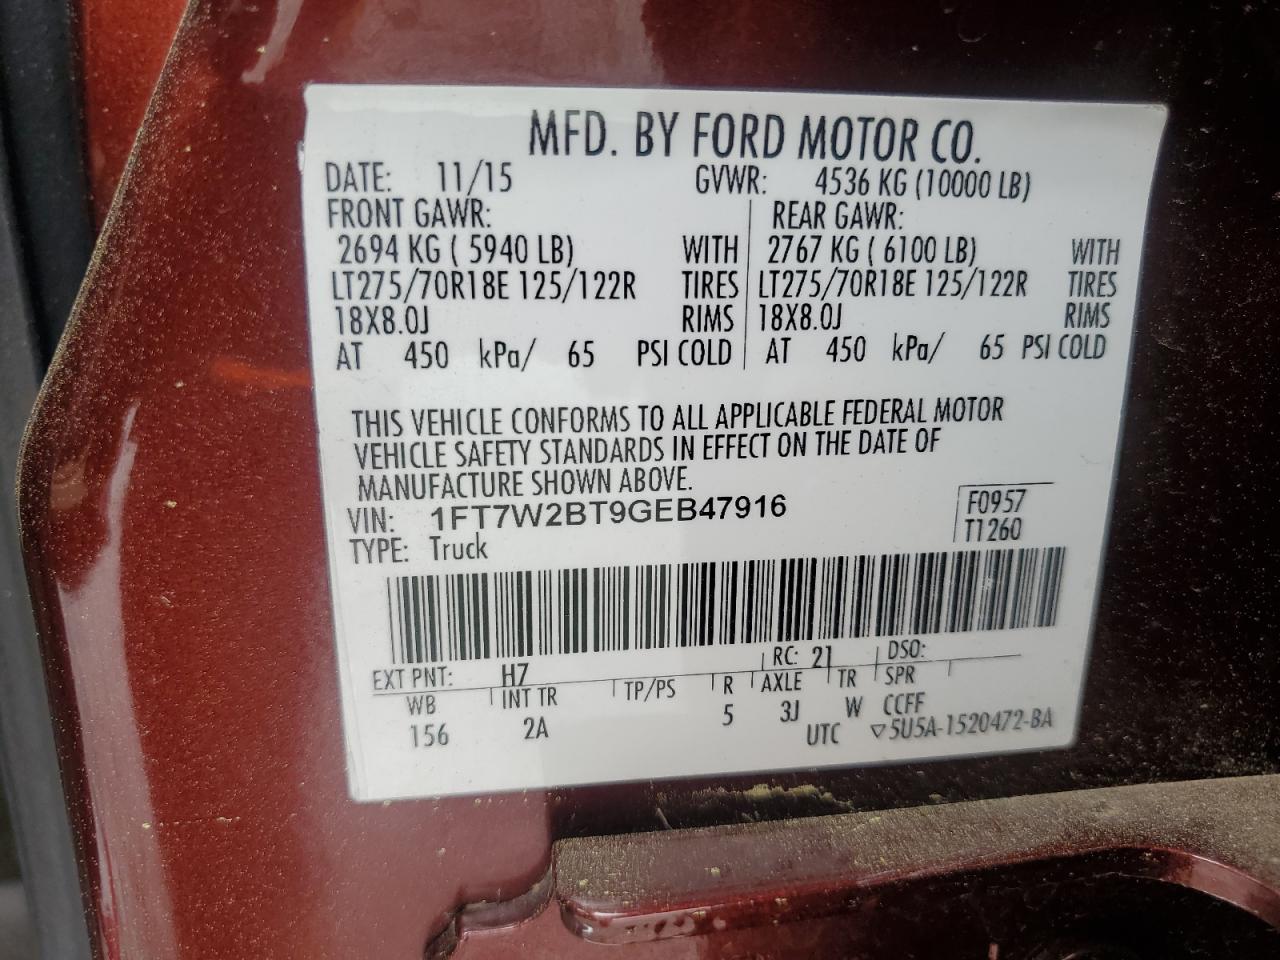 MFD. BY FORD MOTOR CO.
DATE: 11/15 GVWR: 4536 KG (10000 LB)
FRONT GAWR: REAR GAWR:
2694 KG ( 5940 LB) WITH 2767 KG ( 6100 LB) WITH
LT275/70R18E 125/122R TIRES LT275/70R18E 125/122R TIRES
18X8.0J RIMS 18X8.0J RIMS
AT 450 kPa/ 65 PSI COLD AT 450 kPa/ 65 PSI COLD
THIS VEHICLE CONFORMS TO ALL APPLICABLE FEDERAL MOTOR
VEHICLE SAFETY STANDARDS IN EFFECT ON THE DATE OF
MANUFACTURE SHOWN ABOVE.
VIN: 1FT7W2BT9GEB47916 F0957
TYPE: Truck T1260
EXT PNT: H7 RC: 21 DSO:
WB INT TR TP/PS R AXLE TR SPR
156 2A 5 3J W CCFF
UTC ▽5U5A-1520472-BA